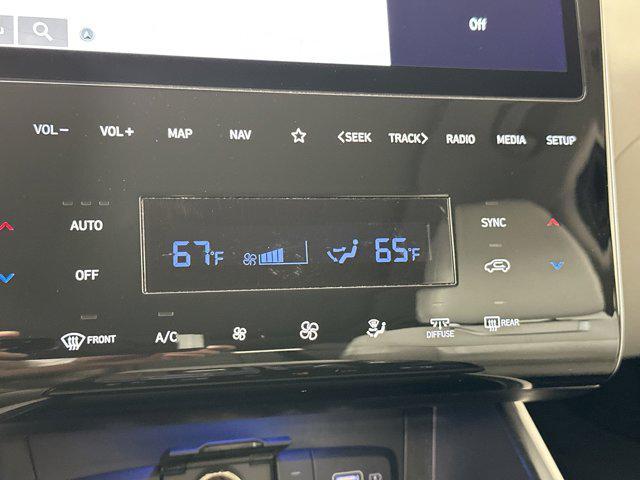 Off
VOL- VOL+ MAP NAV <SEEK TRACK> RADIO MEDIA SETUP
AUTO SYNC
67°F 65°F
OFF
FRONT A/C DIFFUSE REAR